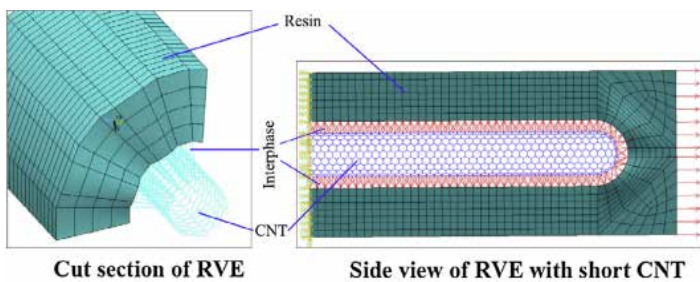 Resin
Interphase
CNT
Cut section of RVE
Side view of RVE with short CNT